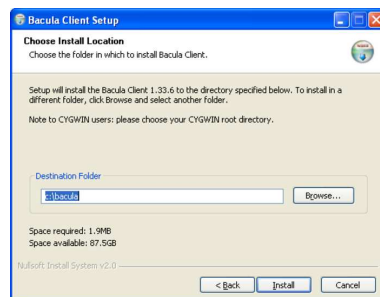 Bacula Client Setup
Choose Install Location
Choose the folder in which to install Bacula Client.
Setup will install the Bacula Client 1.33.6 to the directory specified below. To install in a
different folder, click Browse and select another folder.
Note to CYGWIN users: please choose your CYGWIN root directory.
Destination Folder
c:\bacula
Browse...
Space required: 1.9MB
Space available: 87.5GB
Nullsoft Install System v2.0
< Back
Install
Cancel